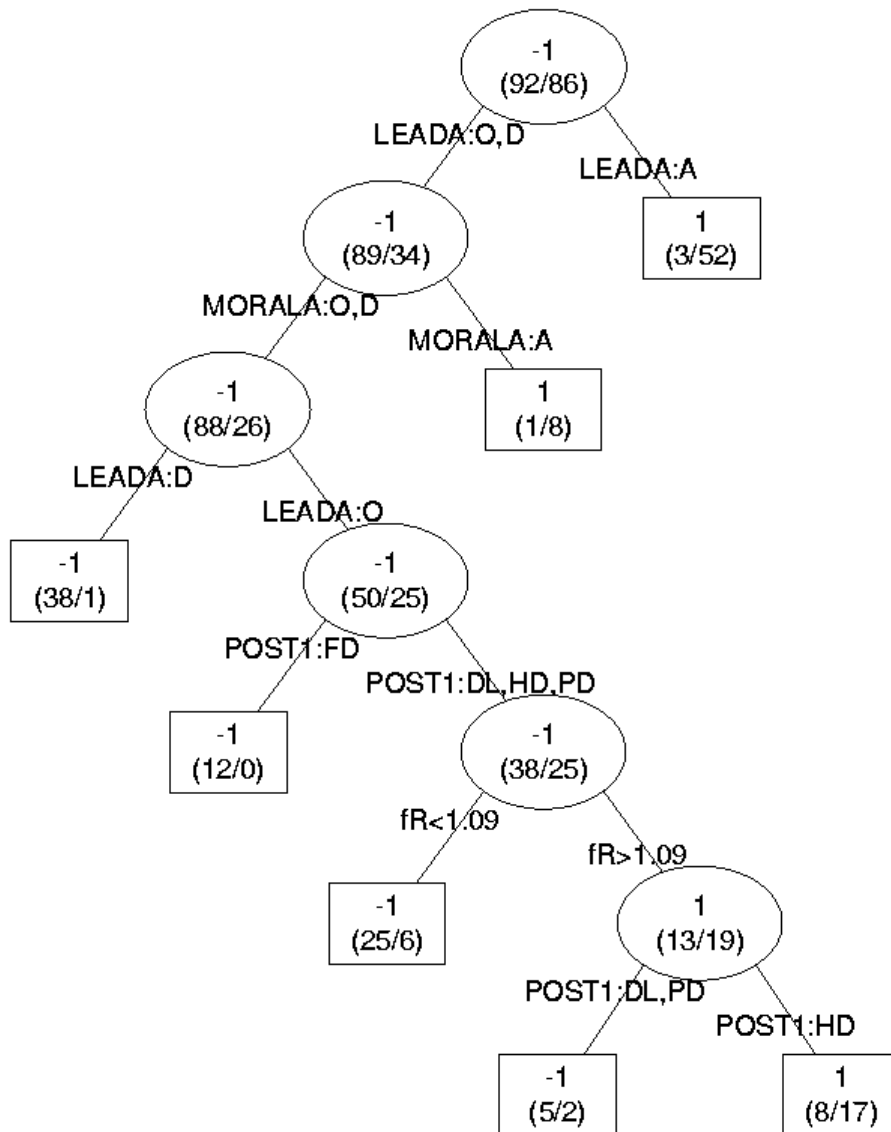 -1
(92/86)
LEADA:O,D
LEADA:A
-1
(89/34)
1
(3/52)
MORALA:O,D
MORALA:A
-1
(88/26)
1
(1/8)
LEADA:D
LEADA:O
-1
(38/1)
-1
(50/25)
POST1:FD
POST1:DL,HD,PD
-1
(12/0)
-1
(38/25)
fR<1.09
fR>1.09
-1
(25/6)
1
(13/19)
POST1:DL,PD
POST1:HD
-1
(5/2)
1
(8/17)